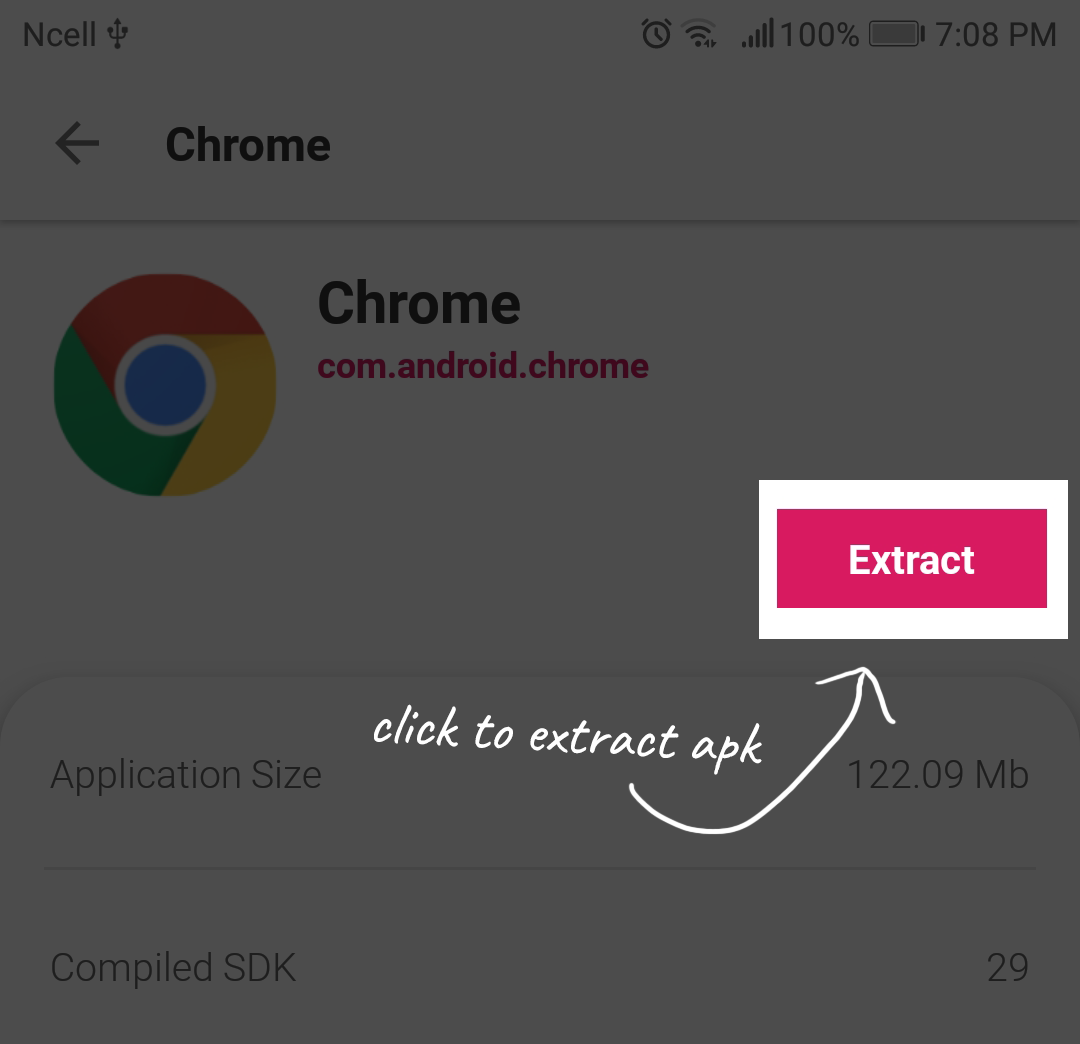 Ncell 100% 7:08 PM
Chrome
Chrome
com.android.chrome
Extract
click to extract apk
Application Size 122.09 Mb
Compiled SDK 29